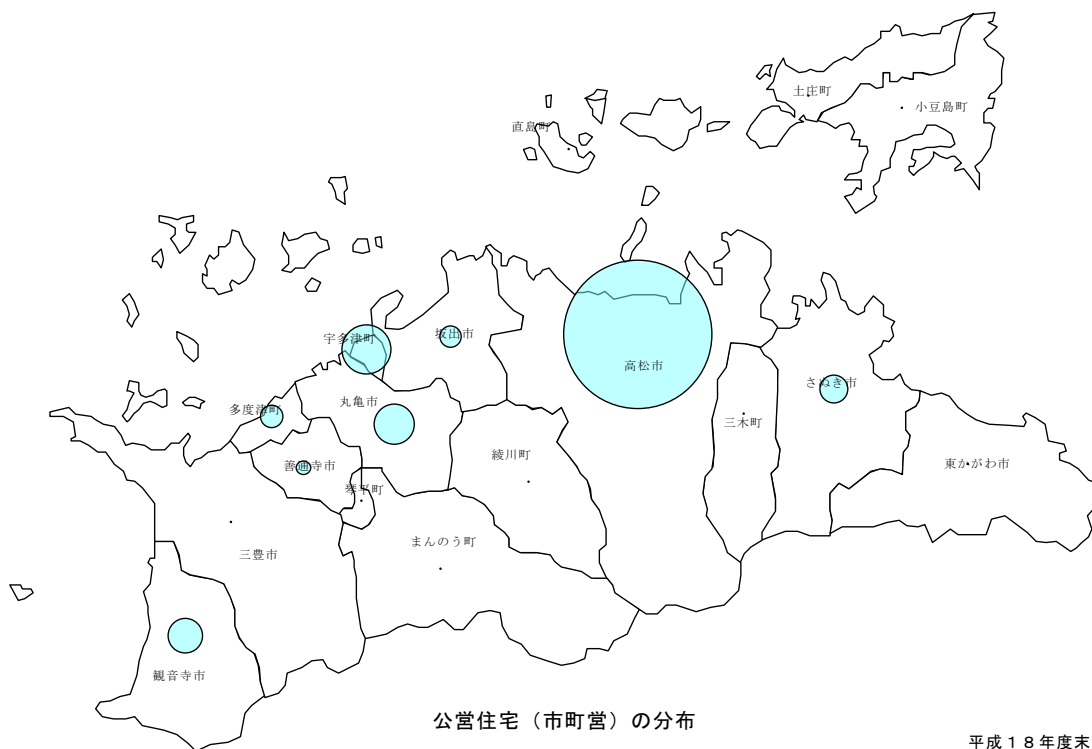 土庄町
小豆島町
直島町
宇多津町
坂出市
高松市
さぬき市
多度津町
丸亀市
三木町
善通寺市
綾川町
東かがわ市
琴平町
まんのう町
三豊市
観音寺市
公営住宅（市町営）の分布
平成１８年度末